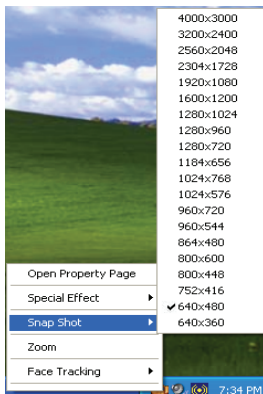 4000x3000
3200x2400
2560x2048
2304x1728
1920x1080
1600x1200
1280x1024
1280x960
1280x720
1184x656
1024x768
1024x576
960x720
960x544
864x480
800x600
800x448
752x416
640x480
640x360
Open Property Page
Special Effect
Snap Shot
Zoom
Face Tracking
7:34 PM